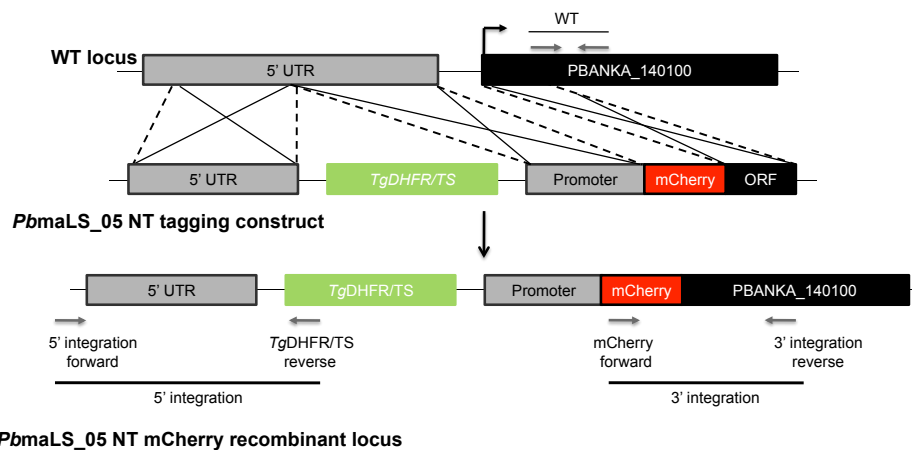 WT
WT locus
5' UTR
PBANKA_140100
5' UTR
TgDHFR/TS
Promoter
mCherry
ORF
PbmaLS_05 NT tagging construct
5' UTR
TgDHFR/TS
Promoter
mCherry
PBANKA_140100
5' integration
forward
TgDHFR/TS
reverse
mCherry
forward
3' integration
reverse
5' integration
3' integration
PbmaLS_05 NT mCherry recombinant locus